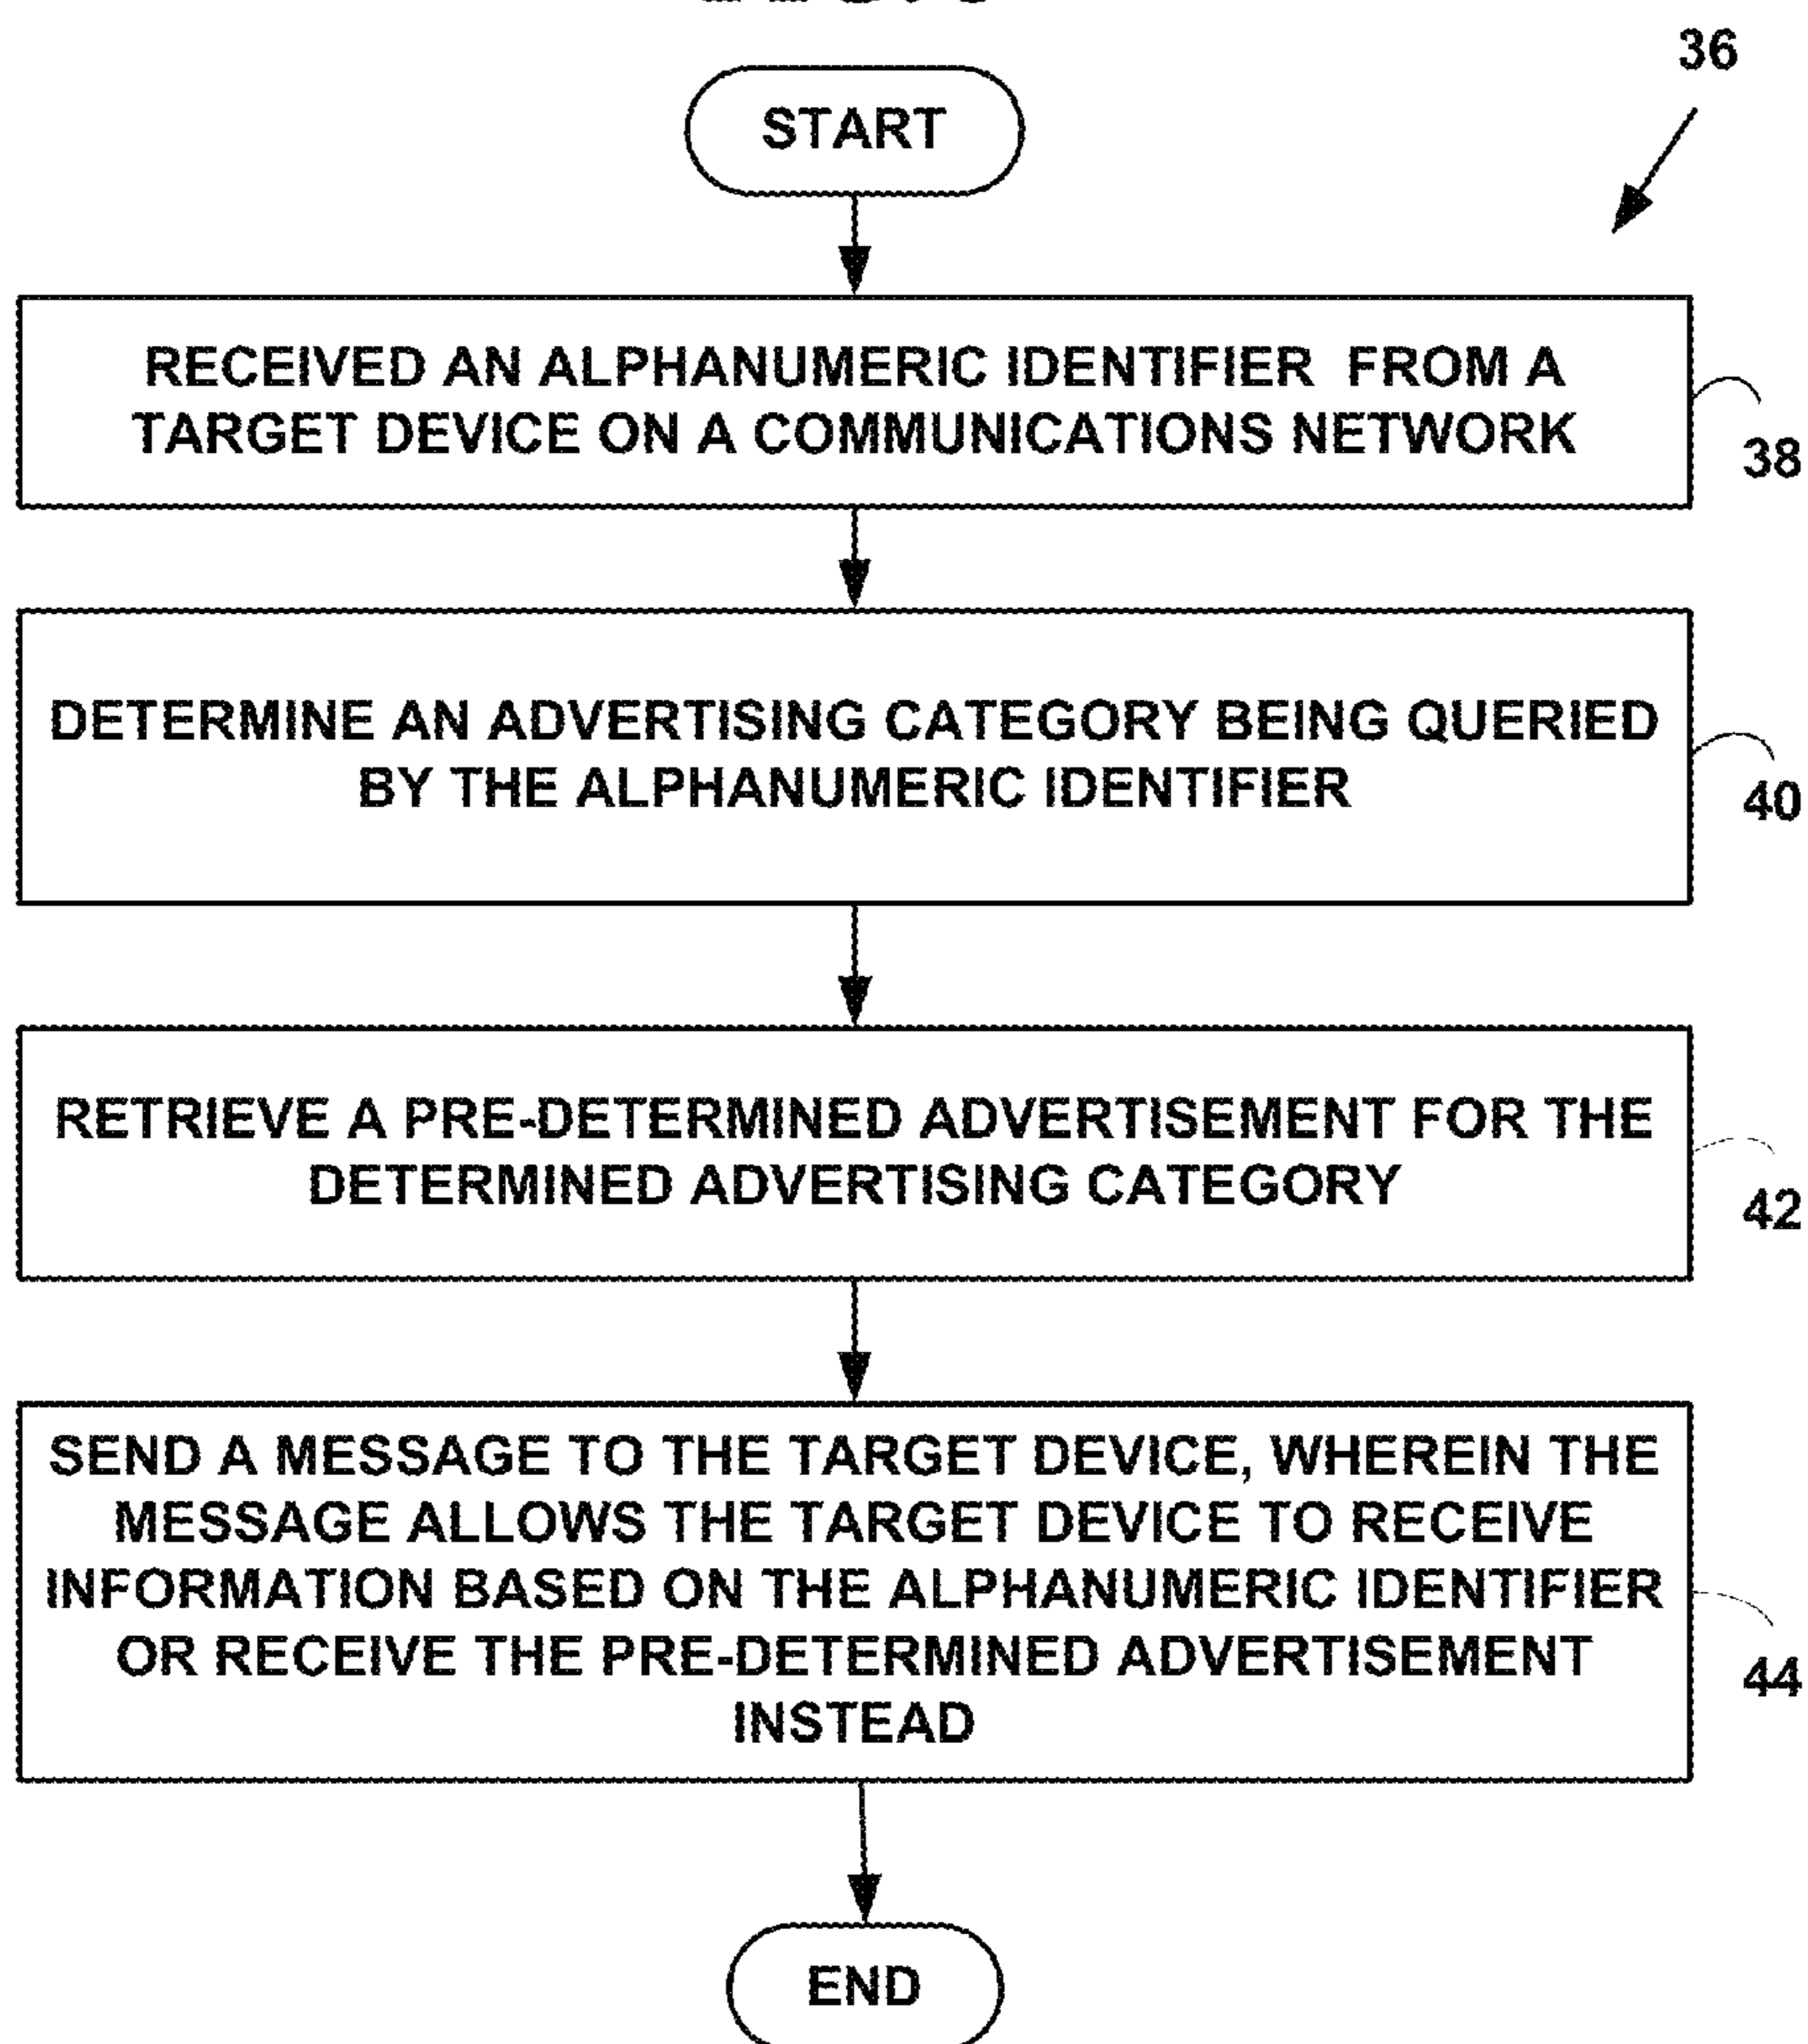 36
START
RECEIVED AN ALPHANUMERIC IDENTIFIER FROM A
TARGET DEVICE ON A COMMUNICATIONS NETWORK
38
DETERMINE AN ADVERTISING CATEGORY BEING QUERIED
BY THE ALPHANUMERIC IDENTIFIER
40
RETRIEVE A PRE-DETERMINED ADVERTISEMENT FOR THE
DETERMINED ADVERTISING CATEGORY
42
SEND A MESSAGE TO THE TARGET DEVICE, WHEREIN THE
MESSAGE ALLOWS THE TARGET DEVICE TO RECEIVE
INFORMATION BASED ON THE ALPHANUMERIC IDENTIFIER
OR RECEIVE THE PRE-DETERMINED ADVERTISEMENT
INSTEAD
44
END